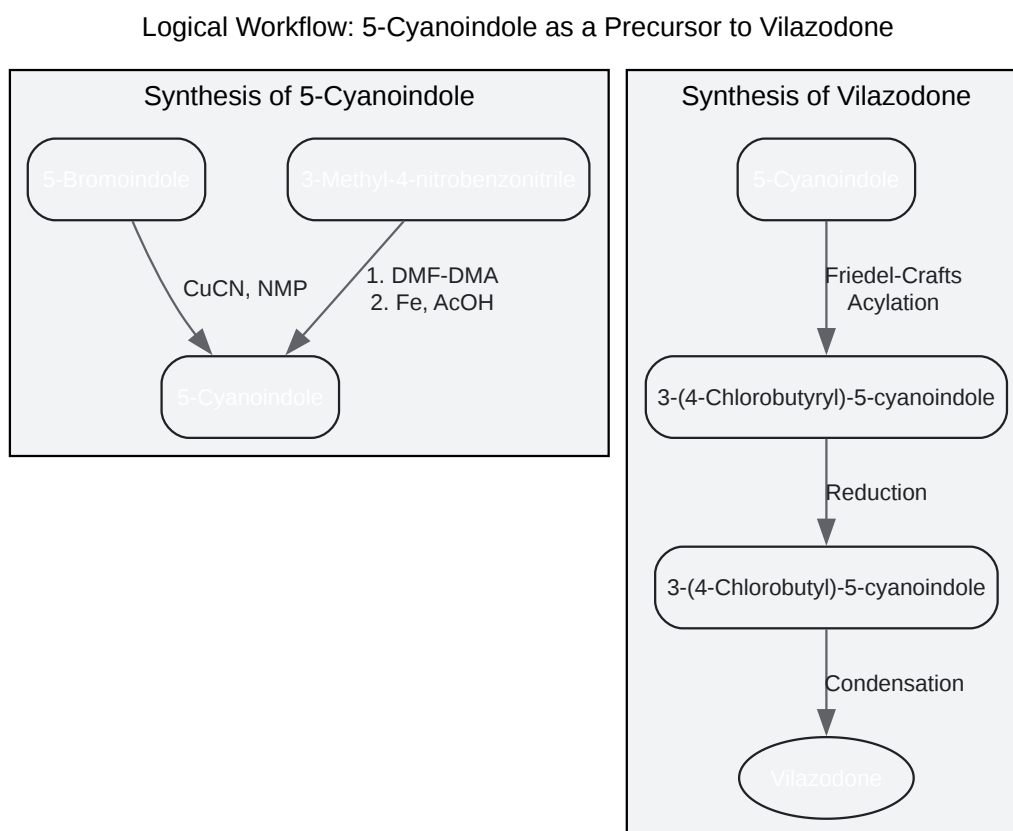 Logical Workflow: 5-Cyanoindole as a Precursor to Vilazodone
Synthesis of 5-Cyanoindole
5-Bromoindole
3-Methyl-4-nitrobenzonitrile
CuCN, NMP
1. DMF-DMA
2. Fe, AcOH
5-Cyanoindole
Synthesis of Vilazodone
5-Cyanoindole
Friedel-Crafts
Acylation
3-(4-Chlorobutyryl)-5-cyanoindole
Reduction
3-(4-Chlorobutyl)-5-cyanoindole
Condensation
Vilazodone